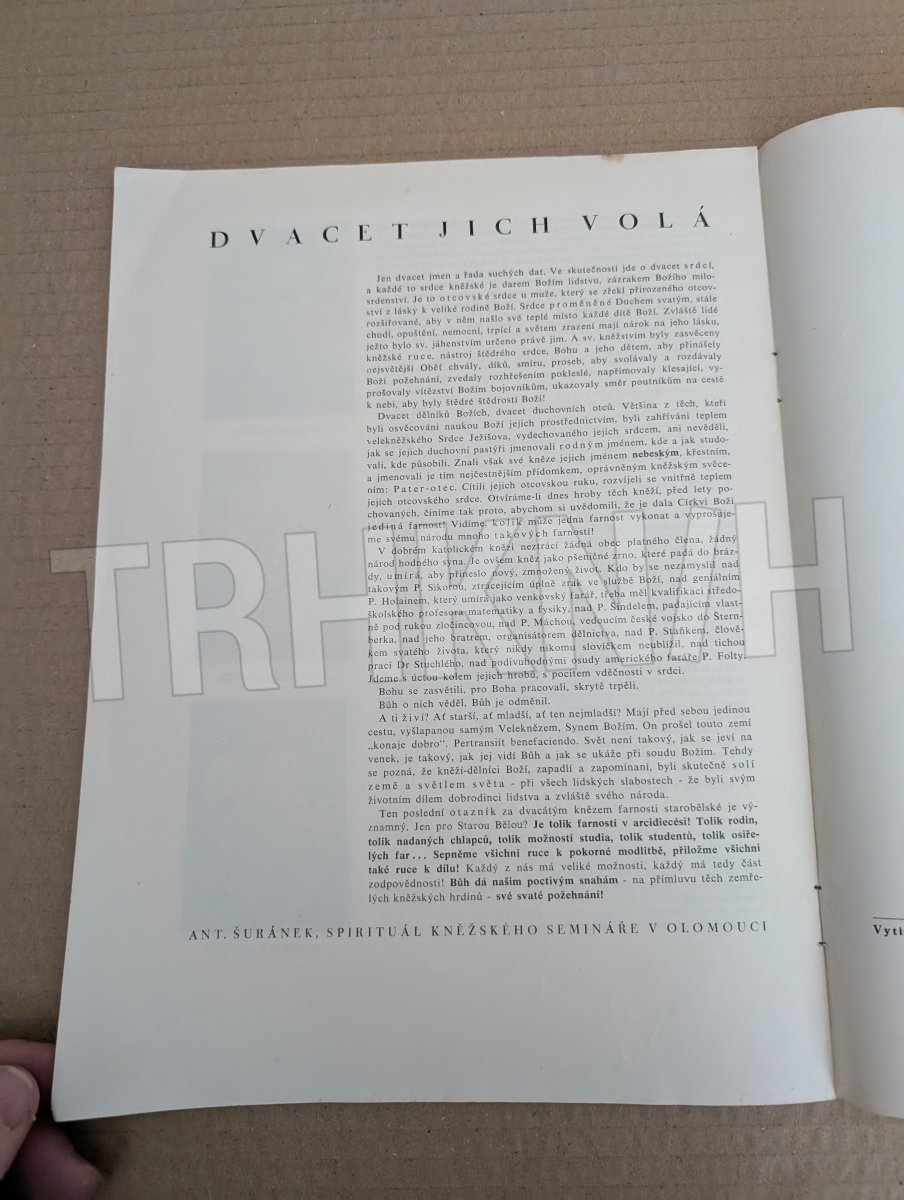 DVACET JICH VOLÁ
Jen dvacet jmen a řada suchých dat. Ve skutečnosti jde o dvacet srdcí,
a každé to srdce kněžské je darem Božím lidstvu, zázrakem Božího milo-
srdenství. Je to otcovské srdce u muže, který se zřekl přirozeného otcov-
ství z lásky k veliké rodině Boží. Srdce proměněné Duchem svatým, stále
rozšiřované, aby v něm našlo své teplé místo každé dítě Boží. Zvláště lidé
chudí, opuštění, nemocní, trpící a světem zrazení mají nárok na jeho lásku,
ježto bylo sv. jáhenstvím určeno právě jim. A sv. kněžstvím byly zasvěceny
kněžské ruce, nástroj štědrého srdce, Bohu a jeho dětem, aby přinášely
nejsvětější Oběť chvály, díků, smíru, proseb, aby svolávaly a rozdávaly
Boží požehnání, zvedaly rozhřešením pokleslé, napřimovaly klesající, vy-
prošovaly vítězství Božím bojovníkům, ukazovaly směr poutníkům na cestě
k nebi, aby byly štědré štědrostí Boží!
Dvacet dělníků Božích, dvacet duchovních otců. Většina z těch, kteří
byli osvěcováni naukou Boží jejich prostřednictvím, byli zahříváni teplem
velekněžského Srdce Ježíšova, vydechovaného jejich srdcem, ani nevěděli,
jak se jejich duchovní pastýři jmenovali rodným jménem, kde a jak studo-
vali, kde působili. Znali však své kněze jejich jménem nebeským, křestním,
a jmenovali je tím nejčestnějším přídomkem, oprávněným kněžským svěce-
ním: Pater-otec. Cítili jejich otcovskou ruku, rozvíjeli se vnitřně teplem
jejich otcovského srdce. Otvíráme-li dnes hroby těch kněží, před lety po-
chovaných, činíme tak proto, abychom si uvědomili, že je dala Církvi Boží
jediná farnost! Vidíme, kolik může jedna farnost vykonat a vyprosuje-
me svému národu mnoho takových farností!
V dobrém katolickém knězi neztrácí žádná obec platného člena, žádný
národ hodného syna. Je ovšem kněz jako pšeničné zrno, které padá do bráz-
dy, umírá, aby přineslo nový, zmnožený život. Kdo by se nezamyslil nad
takovým P. Sikorou, ztrácejícím úplně zrak ve službě Boží, nad geniálním
P. Holainem, který umírá jako venkovský farář, třeba měl kvalifikaci středo-
školského profesora matematiky a fysiky, nad P. Šindelem, padajícím vlast-
ně pod rukou zločincovou, nad P. Máchou, vedoucím české vojsko do Štern-
berka, nad jeho bratrem, organisátorem dělnictva, nad P. Staňkem, člově-
kem svatého života, který nikdy nikomu slovíčkem neublížil, nad tichou
prací Dr Stuchlého, nad podivuhodnými osudy amerického faráře P. Folty.
Jdeme s úctou kolem jejich hrobů, s pocitem vděčnosti v srdci.
Bohu se zasvětili, pro Boha pracovali, skrytě trpěli.
Bůh o nich věděl, Bůh je odměnil.
A ti živí? Ať starší, ať mladší, ať ten nejmladší? Mají před sebou jedinou
cestu, vyšlapanou samým Veleknězem, Synem Božím. On prošel touto zemí
„konaje dobro“. Pertransiit benefaciendo. Svět není takový, jak se jeví na
venek, je takový, jak jej vidí Bůh a jak se ukáže při soudu Božím. Tehdy
se pozná, že kněží-dělníci Boží, zapadlí a zapomínaní, byli skutečně solí
země a světlem světa - při všech lidských slabostech - že byli svým
životním dílem dobrodinci lidstva a zvláště svého národa.
Ten poslední otazník za dvacátým knězem farnosti starobělské je vý-
znamný. Jen pro Starou Bělou? Je tolik farností v arcidiecési! Tolik rodin,
tolik nadaných chlapců, tolik možností studia, tolik studentů, tolik osiře-
lých far... Sepněme všichni ruce k pokorné modlitbě, přiložme všichni
také ruce k dílu! Každý z nás má veliké možnosti, každý má tedy část
zodpovědnosti! Bůh dá našim poctivým snahám - na přímluvu těch zemře-
lých kněžských hrdinů - své svaté požehnání!
ANT. ŠURÁNEK, SPIRITUÁL KNĚŽSKÉHO SEMINÁŘE V OLOMOUCI
Vyti
TRHKNIH